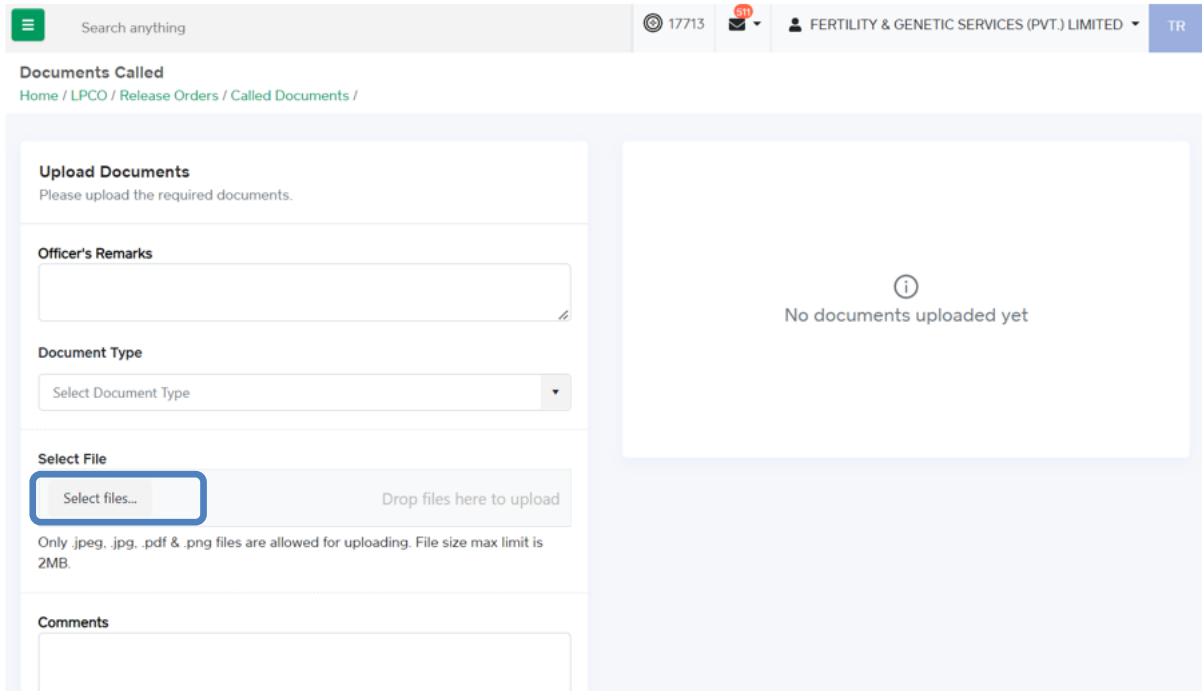 Search anything
17713
511
FERTILITY & GENETIC SERVICES (PVT.) LIMITED
TR
Documents Called
Home / LPCO / Release Orders / Called Documents /
Upload Documents
Please upload the required documents.
Officer's Remarks
Document Type
Select Document Type
Select File
Select files...
Drop files here to upload
Only .jpeg, .jpg, .pdf & .png files are allowed for uploading. File size max limit is
2MB.
Comments
No documents uploaded yet